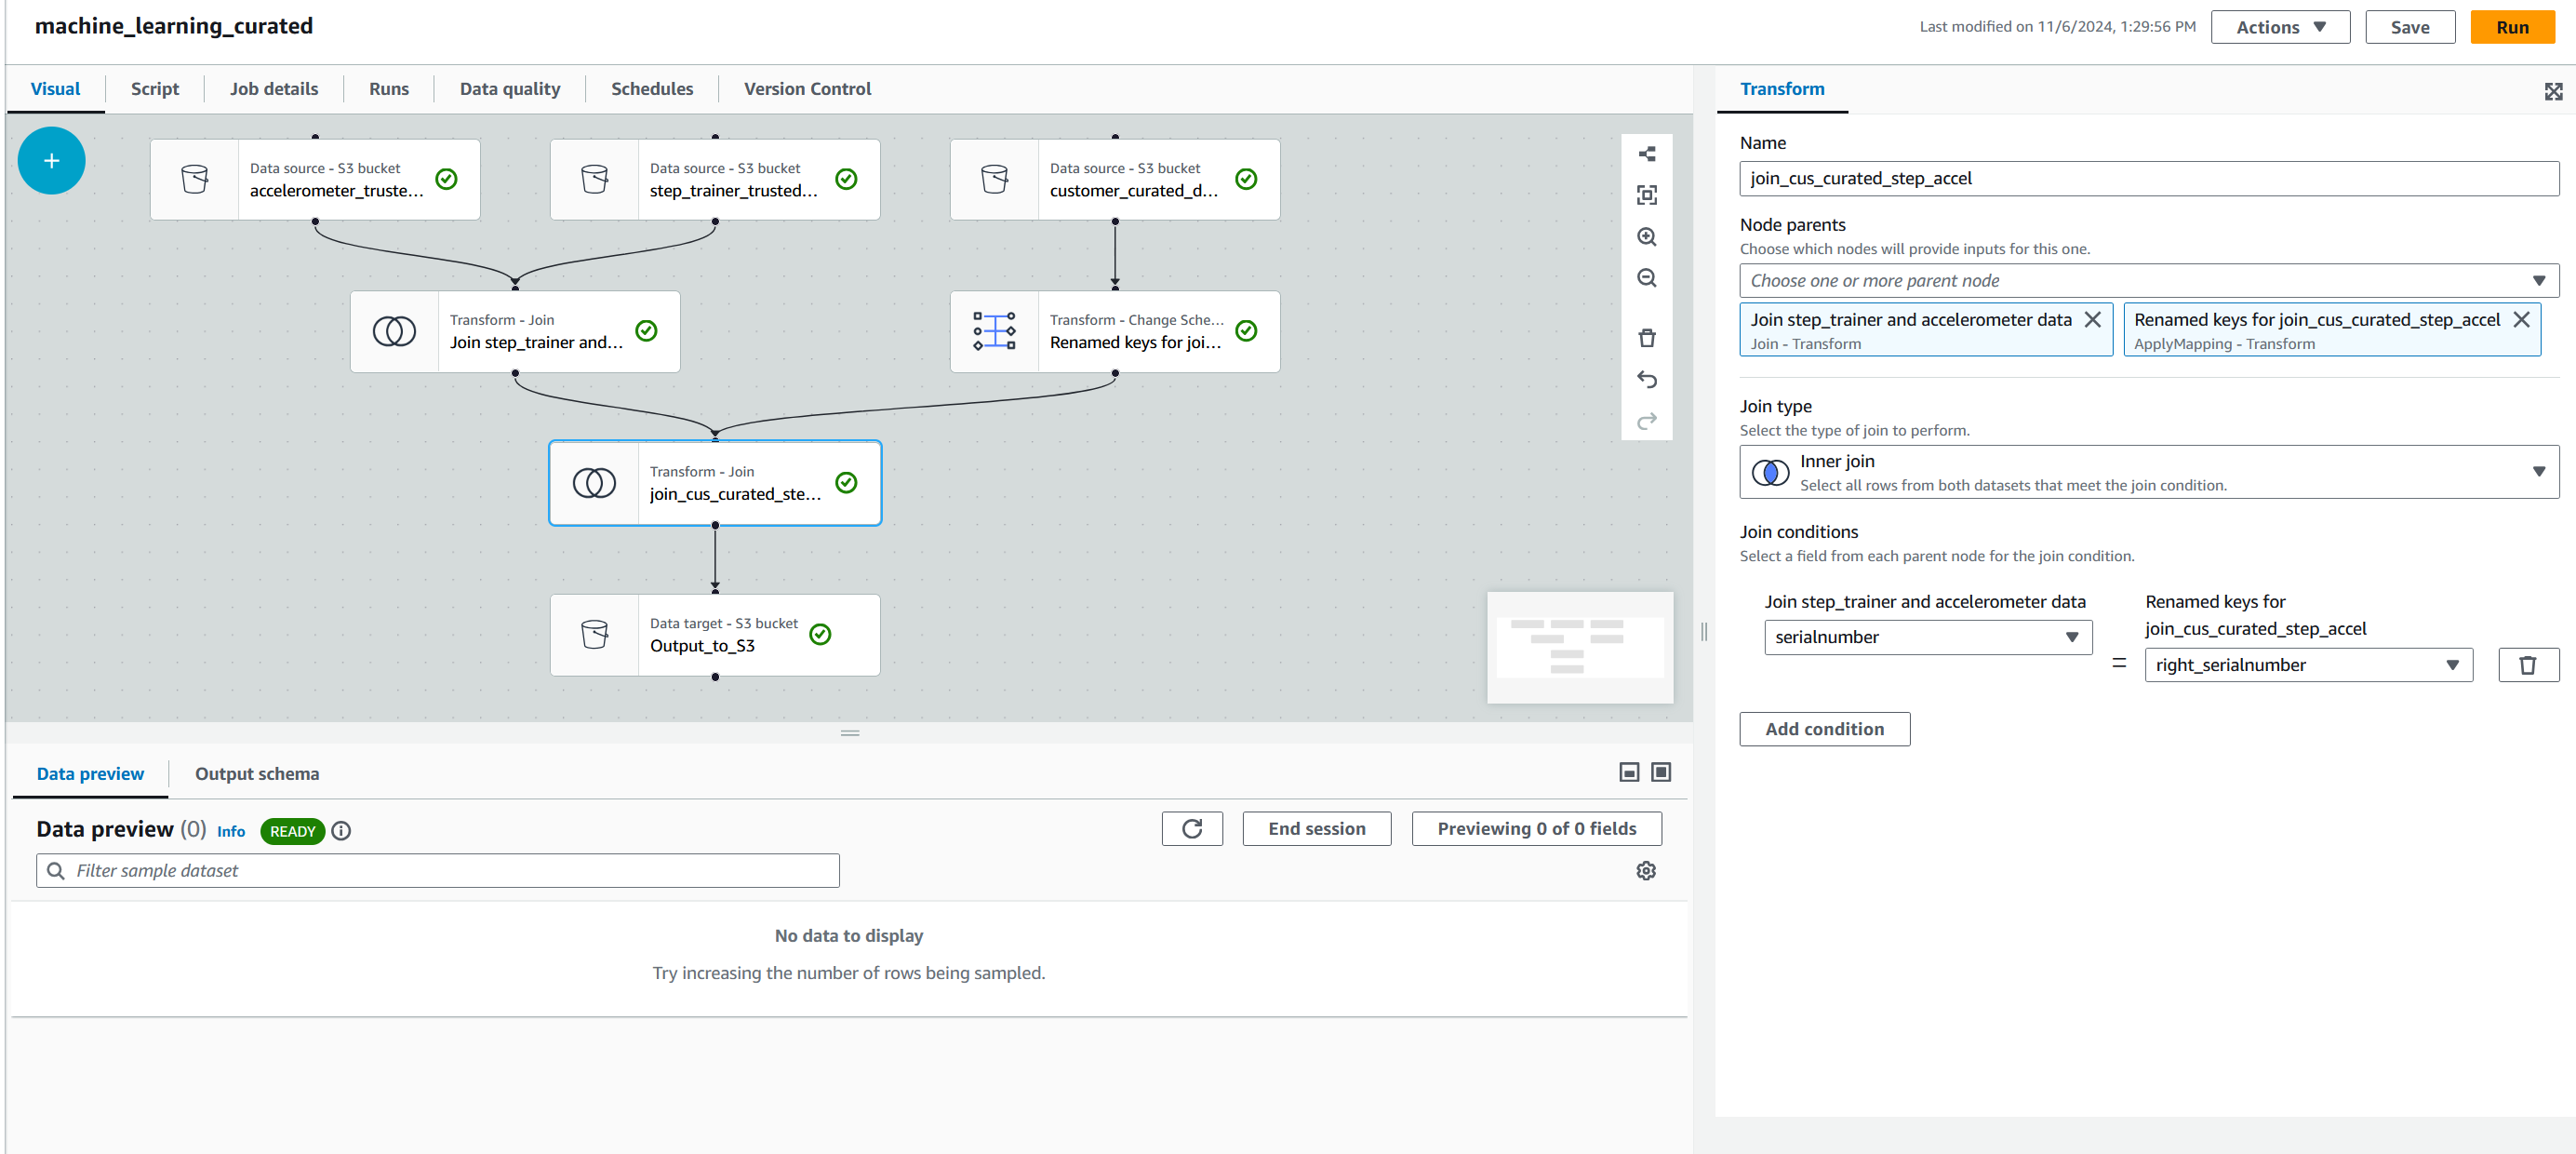 machine_learning_curated
Last modified on 11/6/2024, 1:29:56 PM
Actions
Save
Run
Visual
Script
Job details
Runs
Data quality
Schedules
Version Control
Data source - S3 bucket
accelerometer_truste...
Data source - S3 bucket
step_trainer_trusted...
Data source - S3 bucket
customer_curated_d...
Transform - Join
Join step_trainer and...
Transform - Change Sche...
Renamed keys for joi...
Transform - Join
join_cus_curated_ste...
Data target - S3 bucket
Output_to_S3
Transform
Name
join_cus_curated_step_accel
Node parents
Choose which nodes will provide inputs for this one.
Choose one or more parent node
Join step_trainer and accelerometer data
Join - Transform
Renamed keys for join_cus_curated_step_accel
ApplyMapping - Transform
Join type
Select the type of join to perform.
Inner join
Select all rows from both datasets that meet the join condition.
Join conditions
Select a field from each parent node for the join condition.
Join step_trainer and accelerometer data
serialnumber
=
Renamed keys for
join_cus_curated_step_accel
right_serialnumber
Add condition
Data preview
Output schema
Data preview (0) Info READY
End session
Previewing 0 of 0 fields
Filter sample dataset
No data to display
Try increasing the number of rows being sampled.